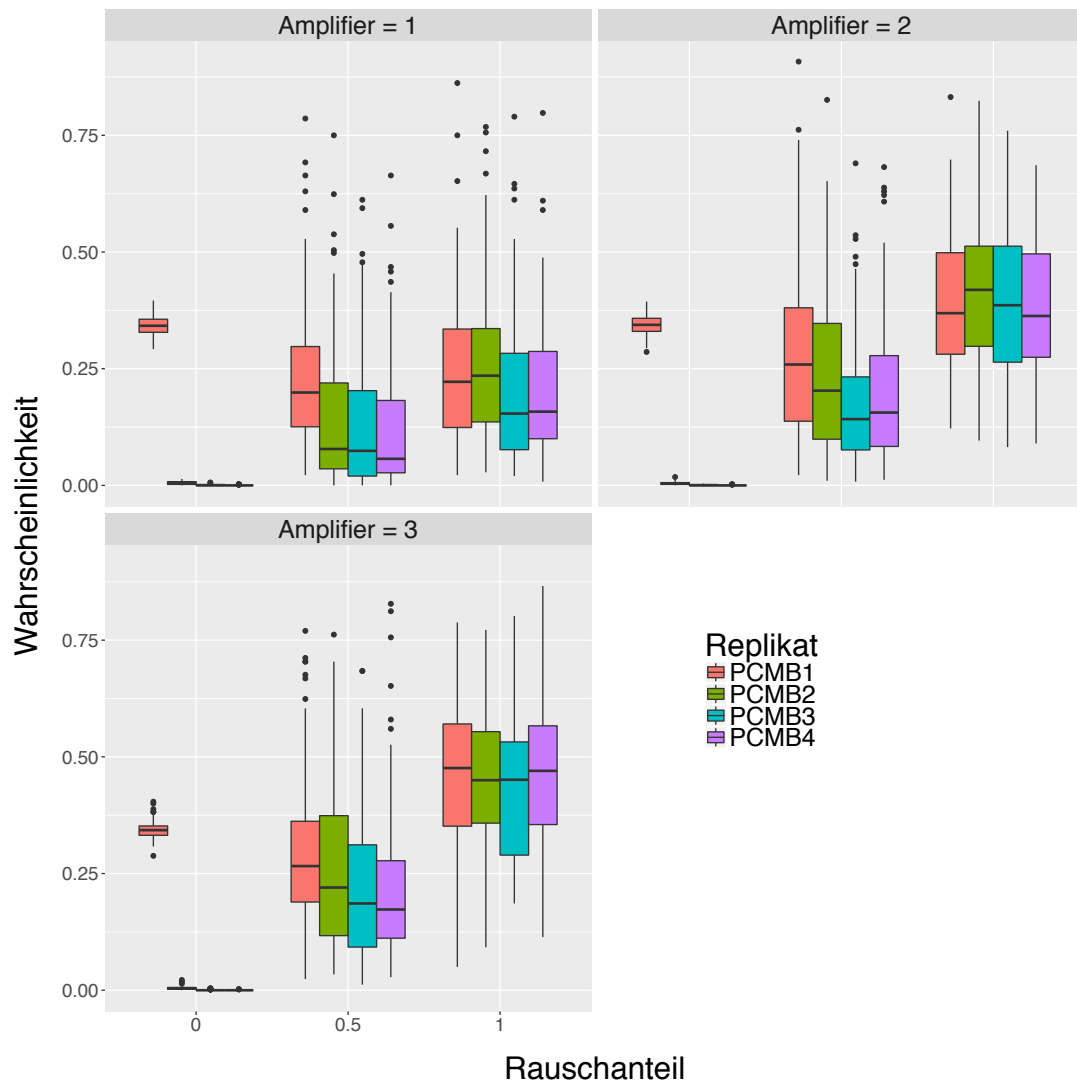 Amplifier = 1
Amplifier = 2
0.75
0.50
0.25
0.00
Amplifier = 3
0.75
0.50
0.25
0.00
0
0.5
1
Wahrscheinlichkeit
Rauschanteil
Replikat
PCMB1
PCMB2
PCMB3
PCMB4